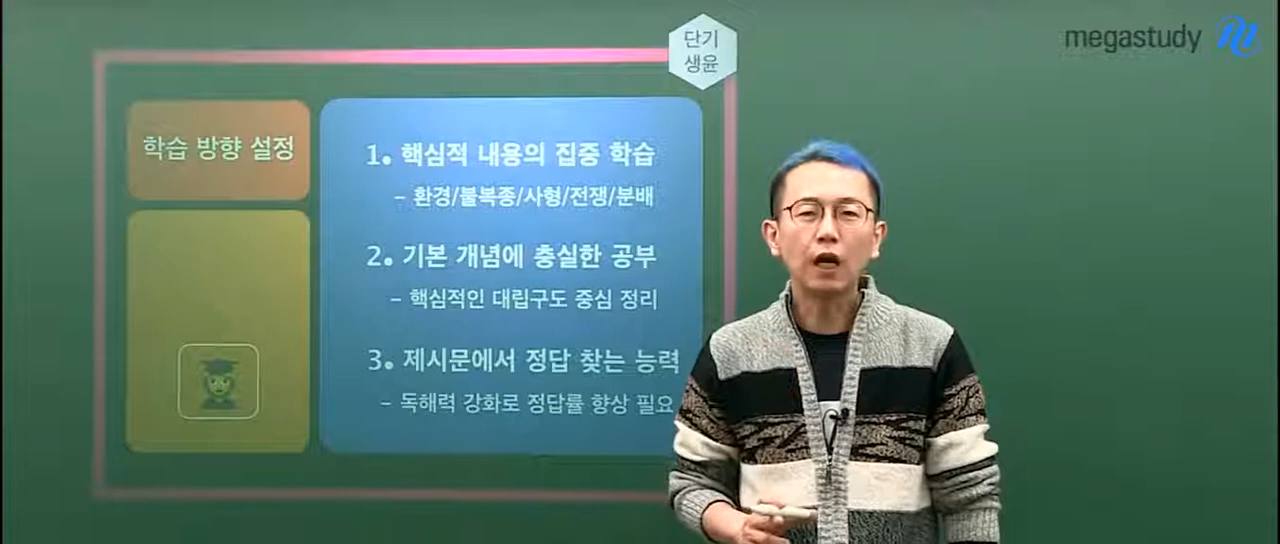 단기
생윤
megastudy
학습 방향 설정
1. 핵심적 내용의 집중 학습
– 환경/불복종/사형/전쟁/분배
2. 기본 개념에 충실한 공부
– 핵심적인 대립구도 중심 정리
3. 제시문에서 정답 찾는 능력
– 독해력 강화로 정답률 향상 필요